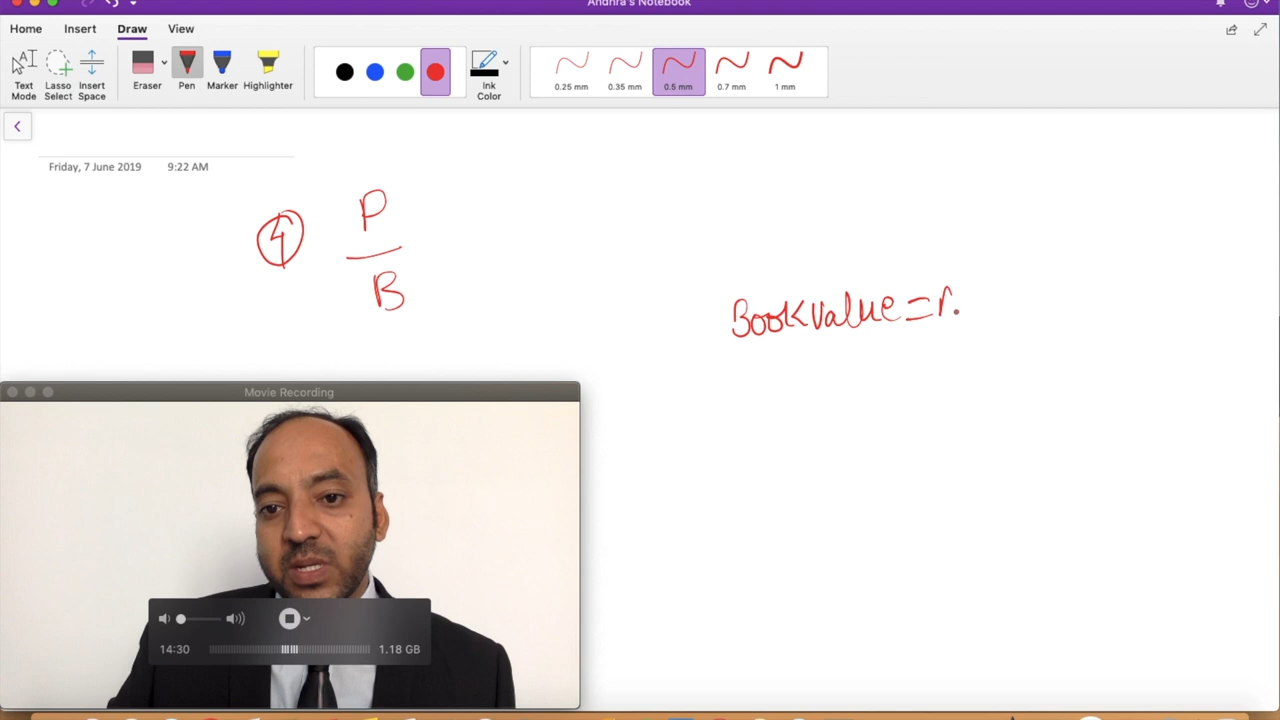 Andhra's Notebook
Home Insert Draw View
Text Mode
Lasso Select
Insert Space
Eraser
Pen
Marker
Highlighter
Ink Color
0.25 mm
0.35 mm
0.5 mm
0.7 mm
1 mm
Friday, 7 June 2019 9:22 AM
4 P
B
Bookvalue=r
Movie Recording
14:30 1.18 GB